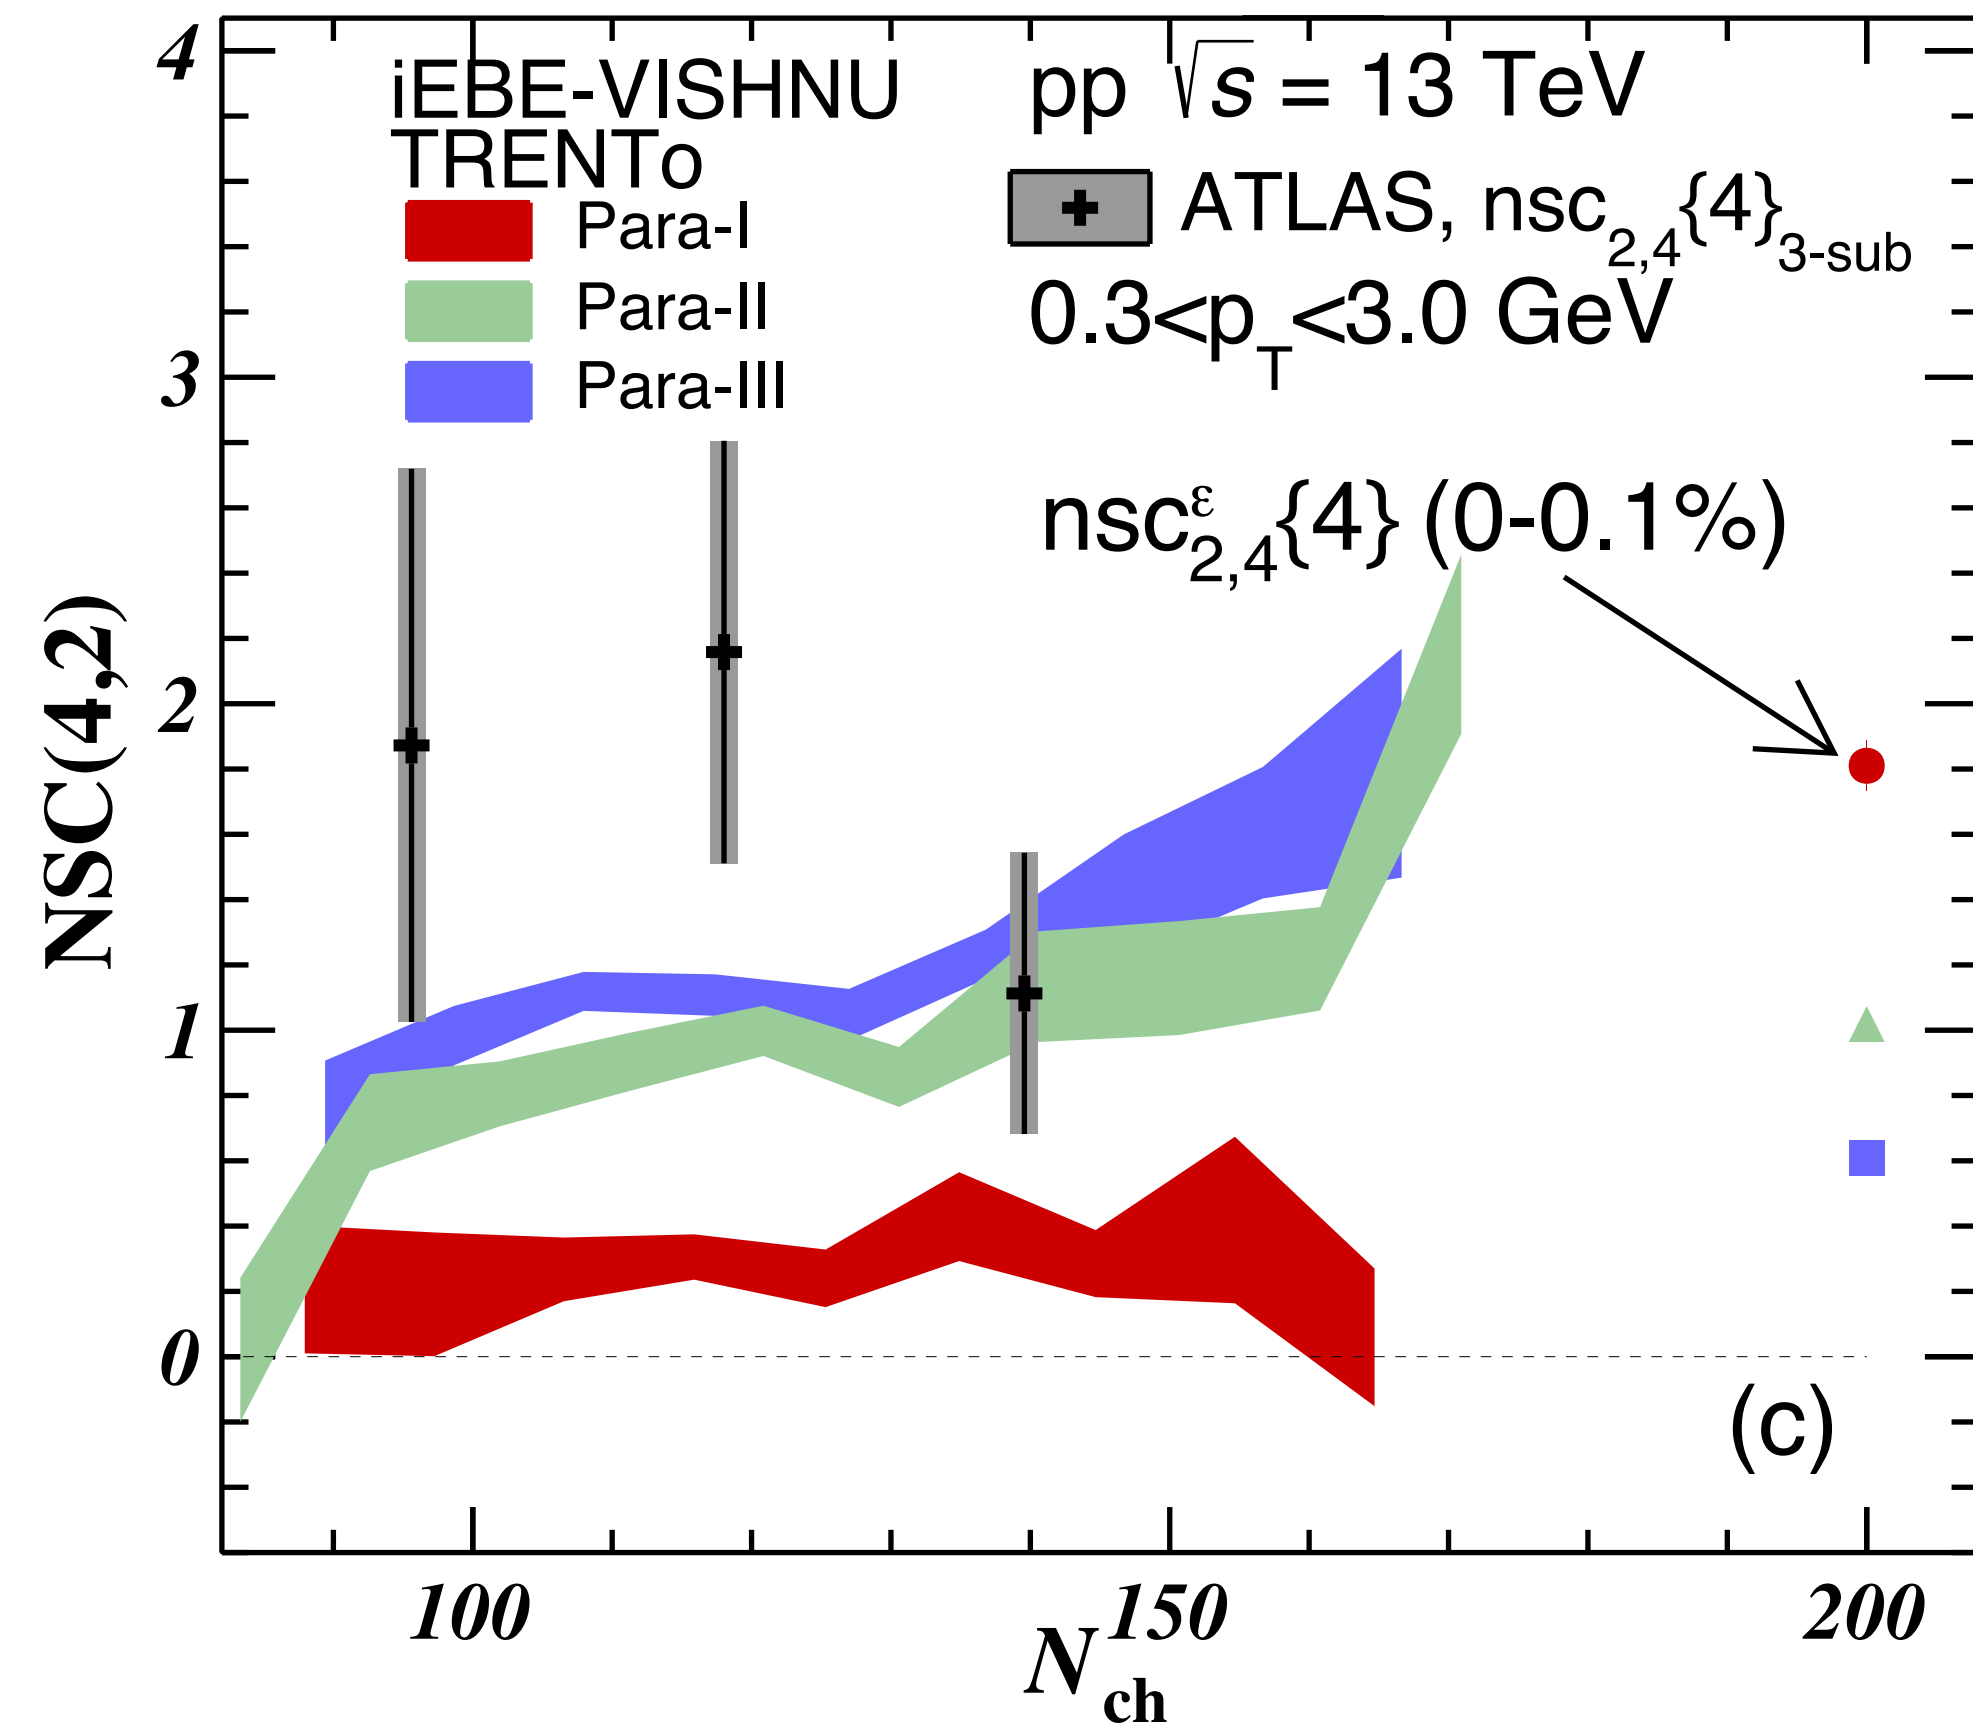 iEBE-VISHNU
TRENTo
Para-I
Para-II
Para-III
pp √s = 13 TeV
ATLAS, nsc2,4{4}3-sub
0.3<pT<3.0 GeV
nscε2,4{4} (0-0.1%)
(c)
NSC(4,2)
4
3
2
1
0
100
150
200
Nch